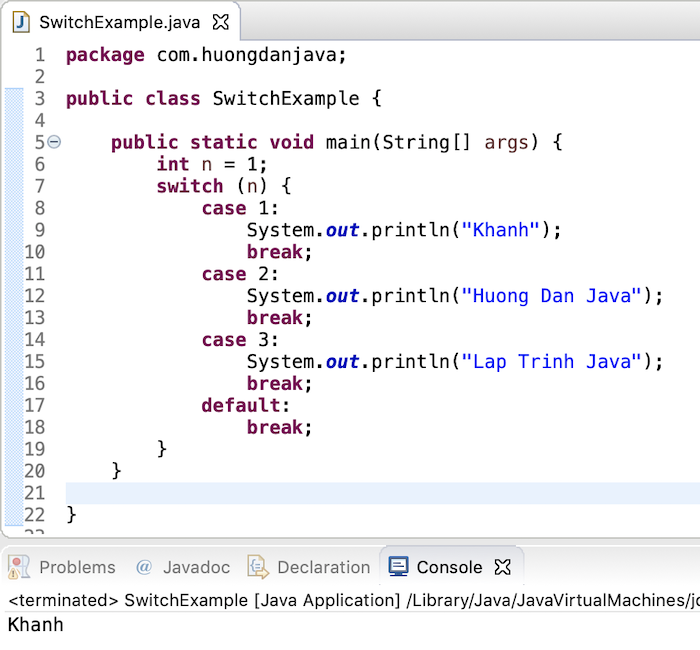 SwitchExample.java
1 package com.huongdanjava;
2
3 public class SwitchExample {
4
5     public static void main(String[] args) {
6         int n = 1;
7         switch (n) {
8             case 1:
9                 System.out.println("Khanh");
10                 break;
11             case 2:
12                 System.out.println("Huong Dan Java");
13                 break;
14             case 3:
15                 System.out.println("Lap Trinh Java");
16                 break;
17             default:
18                 break;
19         }
20     }
21
22 }
Problems @ Javadoc Declaration Console
<terminated> SwitchExample [Java Application] /Library/Java/JavaVirtualMachines/
Khanh